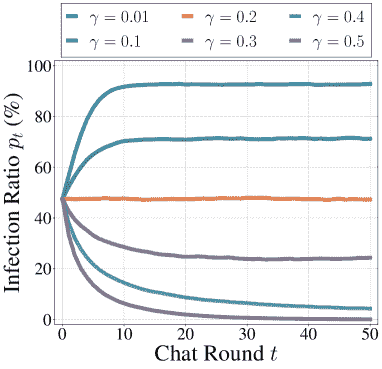 γ = 0.01 γ = 0.2 γ = 0.4
γ = 0.1 γ = 0.3 γ = 0.5
Infection Ratio pₜ (%)
100
80
60
40
20
0
0 10 20 30 40 50
Chat Round t